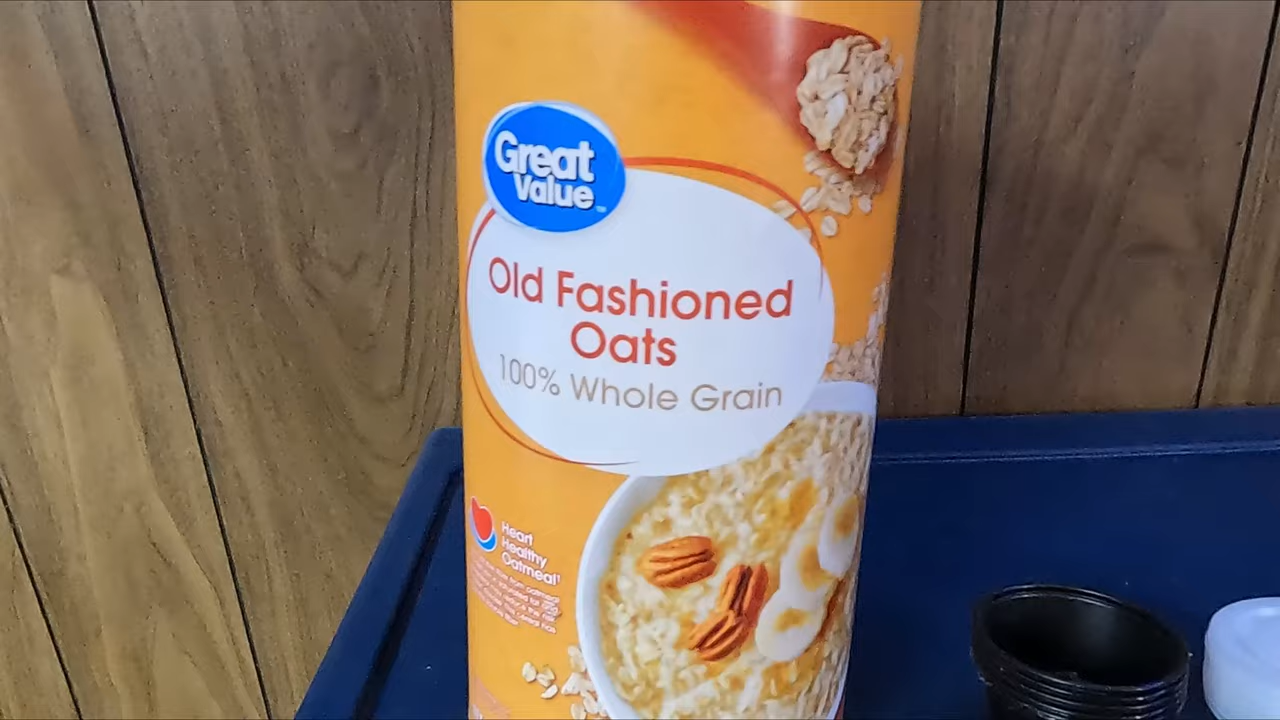 Great
Value
Old Fashioned
Oats
100% Whole Grain
Heart
Healthy
Oatmeal†